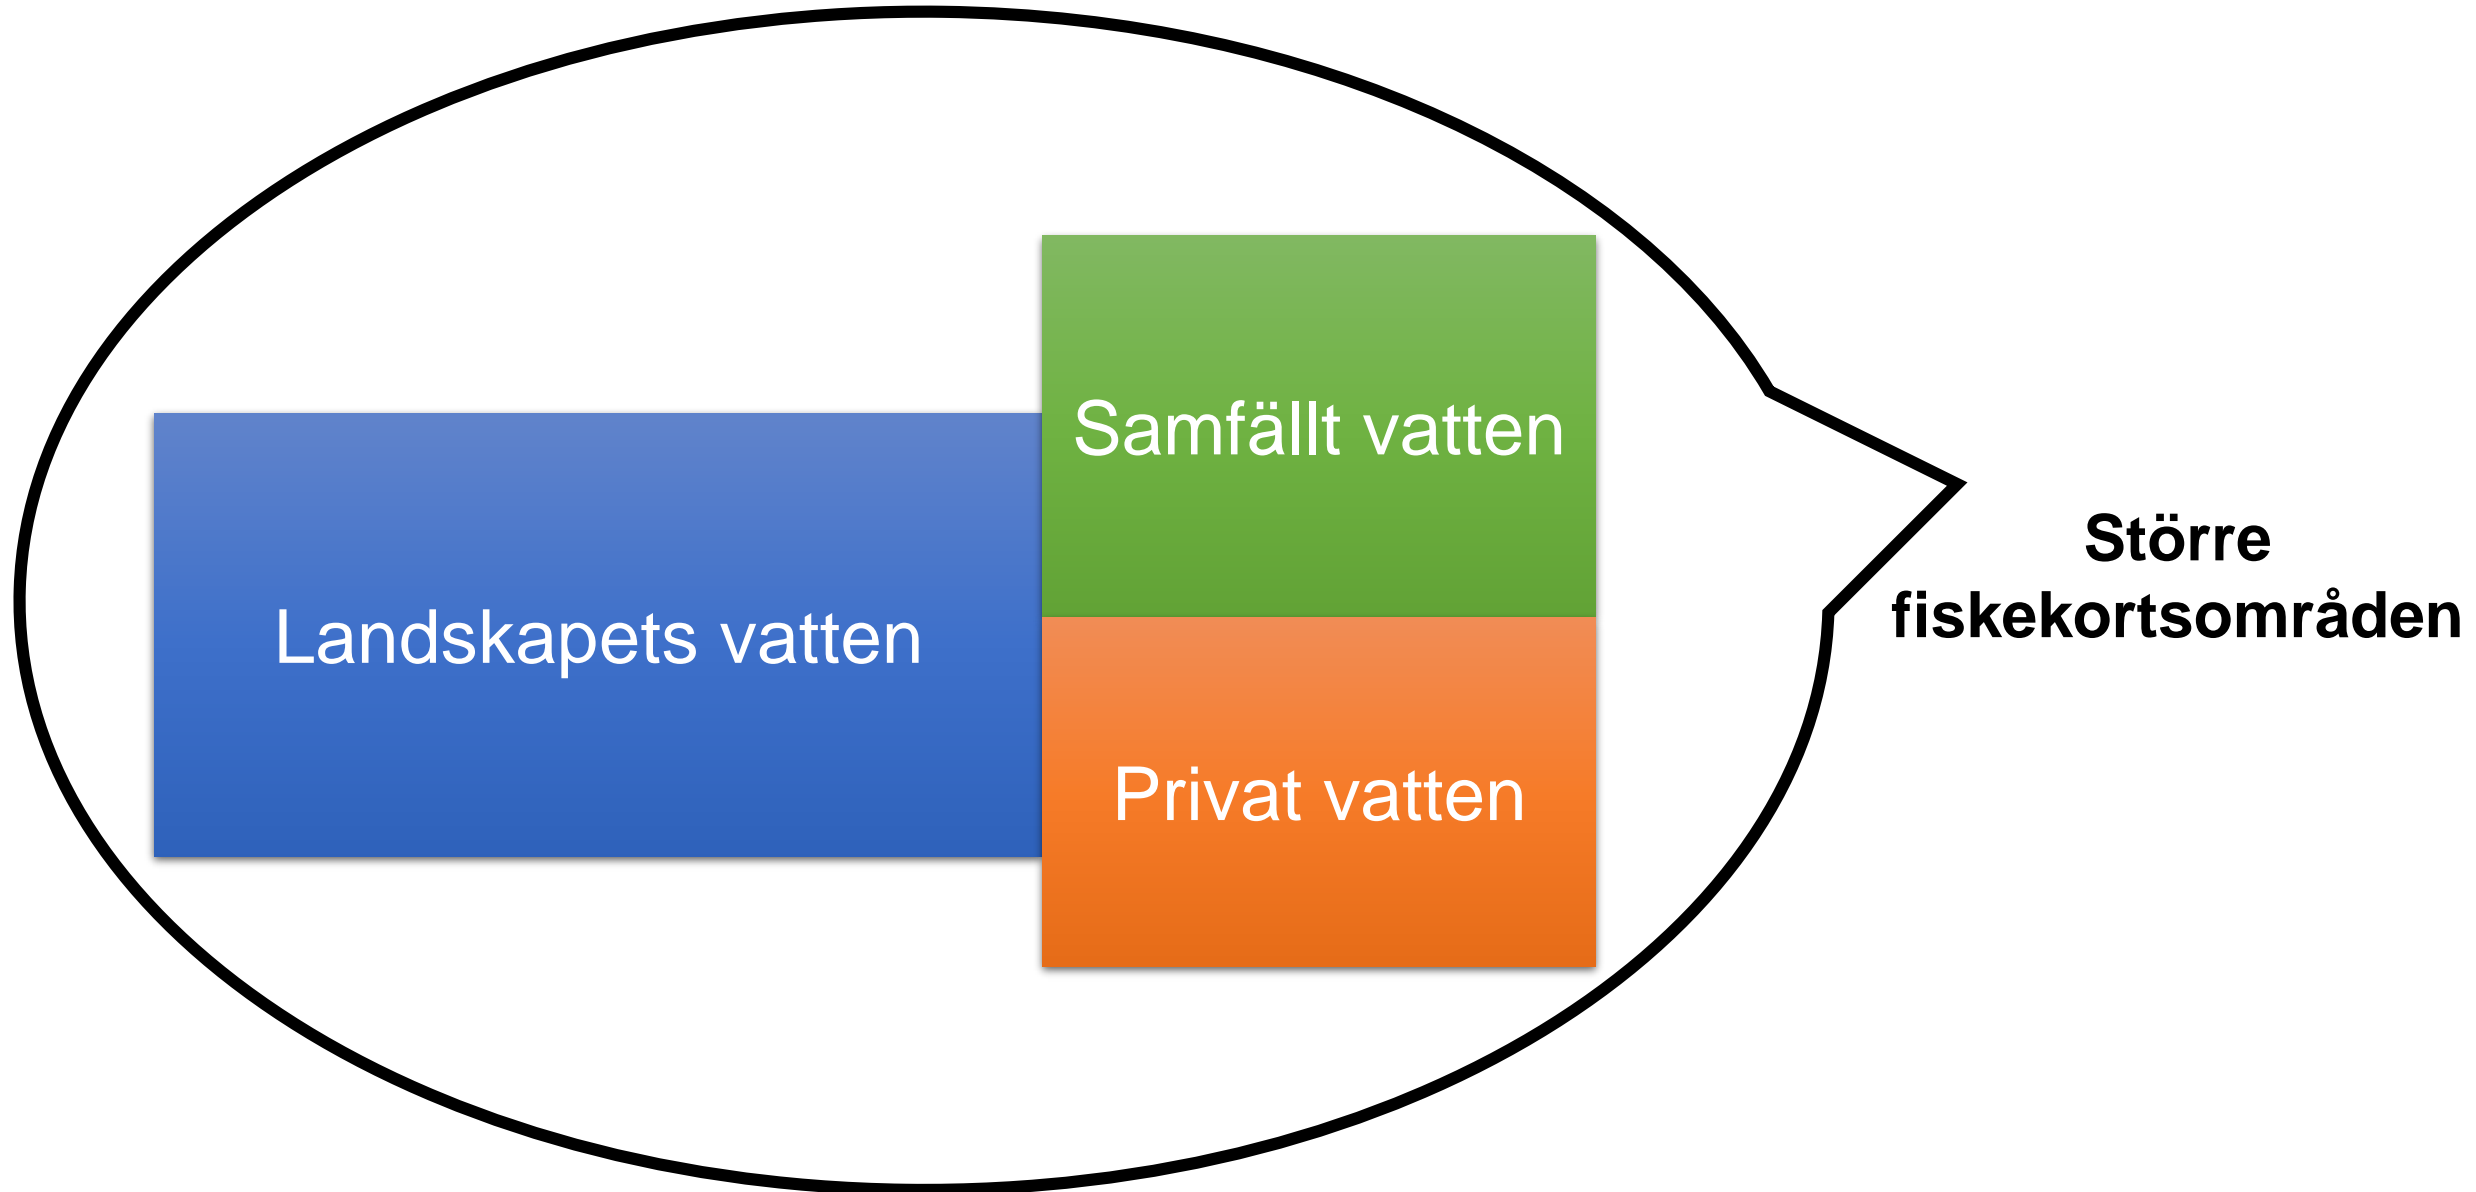 Samfällt vatten
Landskapets vatten
Privat vatten
Större
fiskekortsområden